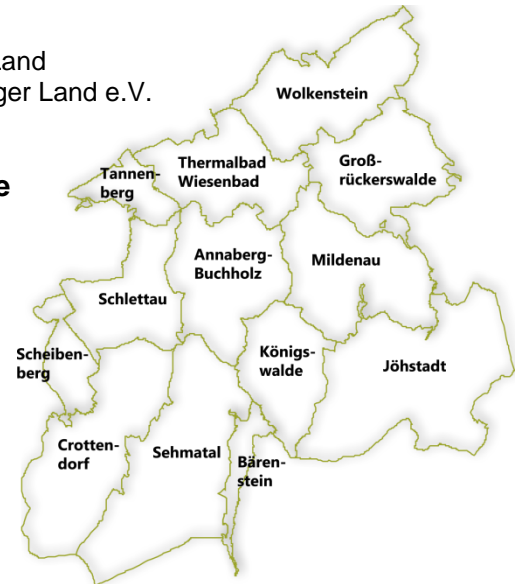 Land
ger Land e.V.
e
Wolkenstein
Thermalbad
Wiesenbad
Groß-
rückerswalde
Tannen-
berg
Annaberg-
Buchholz
Mildenau
Schlettau
Scheiben-
berg
Königs-
walde
Jöhstadt
Crotten-
dorf
Sehmatal
Bären-
stein